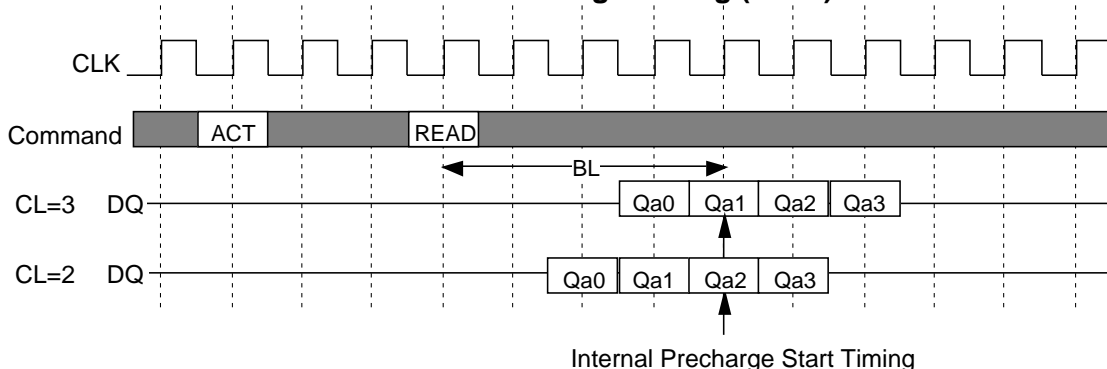 CLK
Command ACT READ
BL
CL=3 DQ Qa0 Qa1 Qa2 Qa3
CL=2 DQ Qa0 Qa1 Qa2 Qa3
Internal Precharge Start Timing